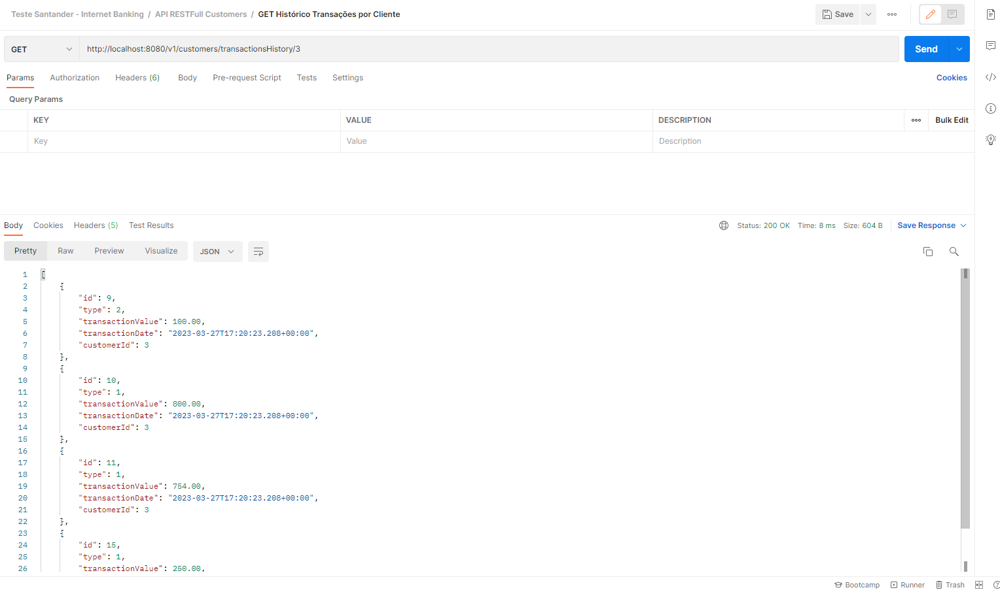 Teste Santander - Internet Banking / API RESTFull Customers / GET Histórico Transações por Cliente
Save
GET
http://localhost:8080/v1/customers/transactionsHistory/3
Send
Params Authorization Headers (6) Body Pre-request Script Tests Settings
Cookies
Query Params
KEY VALUE DESCRIPTION
Bulk Edit
Key Value Description
Body Cookies Headers (5) Test Results
Status: 200 OK Time: 8 ms Size: 604 B
Save Response
Pretty Raw Preview Visualize JSON
1 [
2 {
3 "id": 9,
4 "type": 2,
5 "transactionValue": 100.00,
6 "transactionDate": "2023-03-27T17:20:23.208+00:00",
7 "customerId": 3
8 },
9 {
10 "id": 10,
11 "type": 1,
12 "transactionValue": 800.00,
13 "transactionDate": "2023-03-27T17:20:23.208+00:00",
14 "customerId": 3
15 },
16 {
17 "id": 11,
18 "type": 1,
19 "transactionValue": 754.00,
20 "transactionDate": "2023-03-27T17:20:23.208+00:00",
21 "customerId": 3
22 },
23 {
24 "id": 15,
25 "type": 1,
26 "transactionValue": 250.00,
Bootcamp Runner Trash